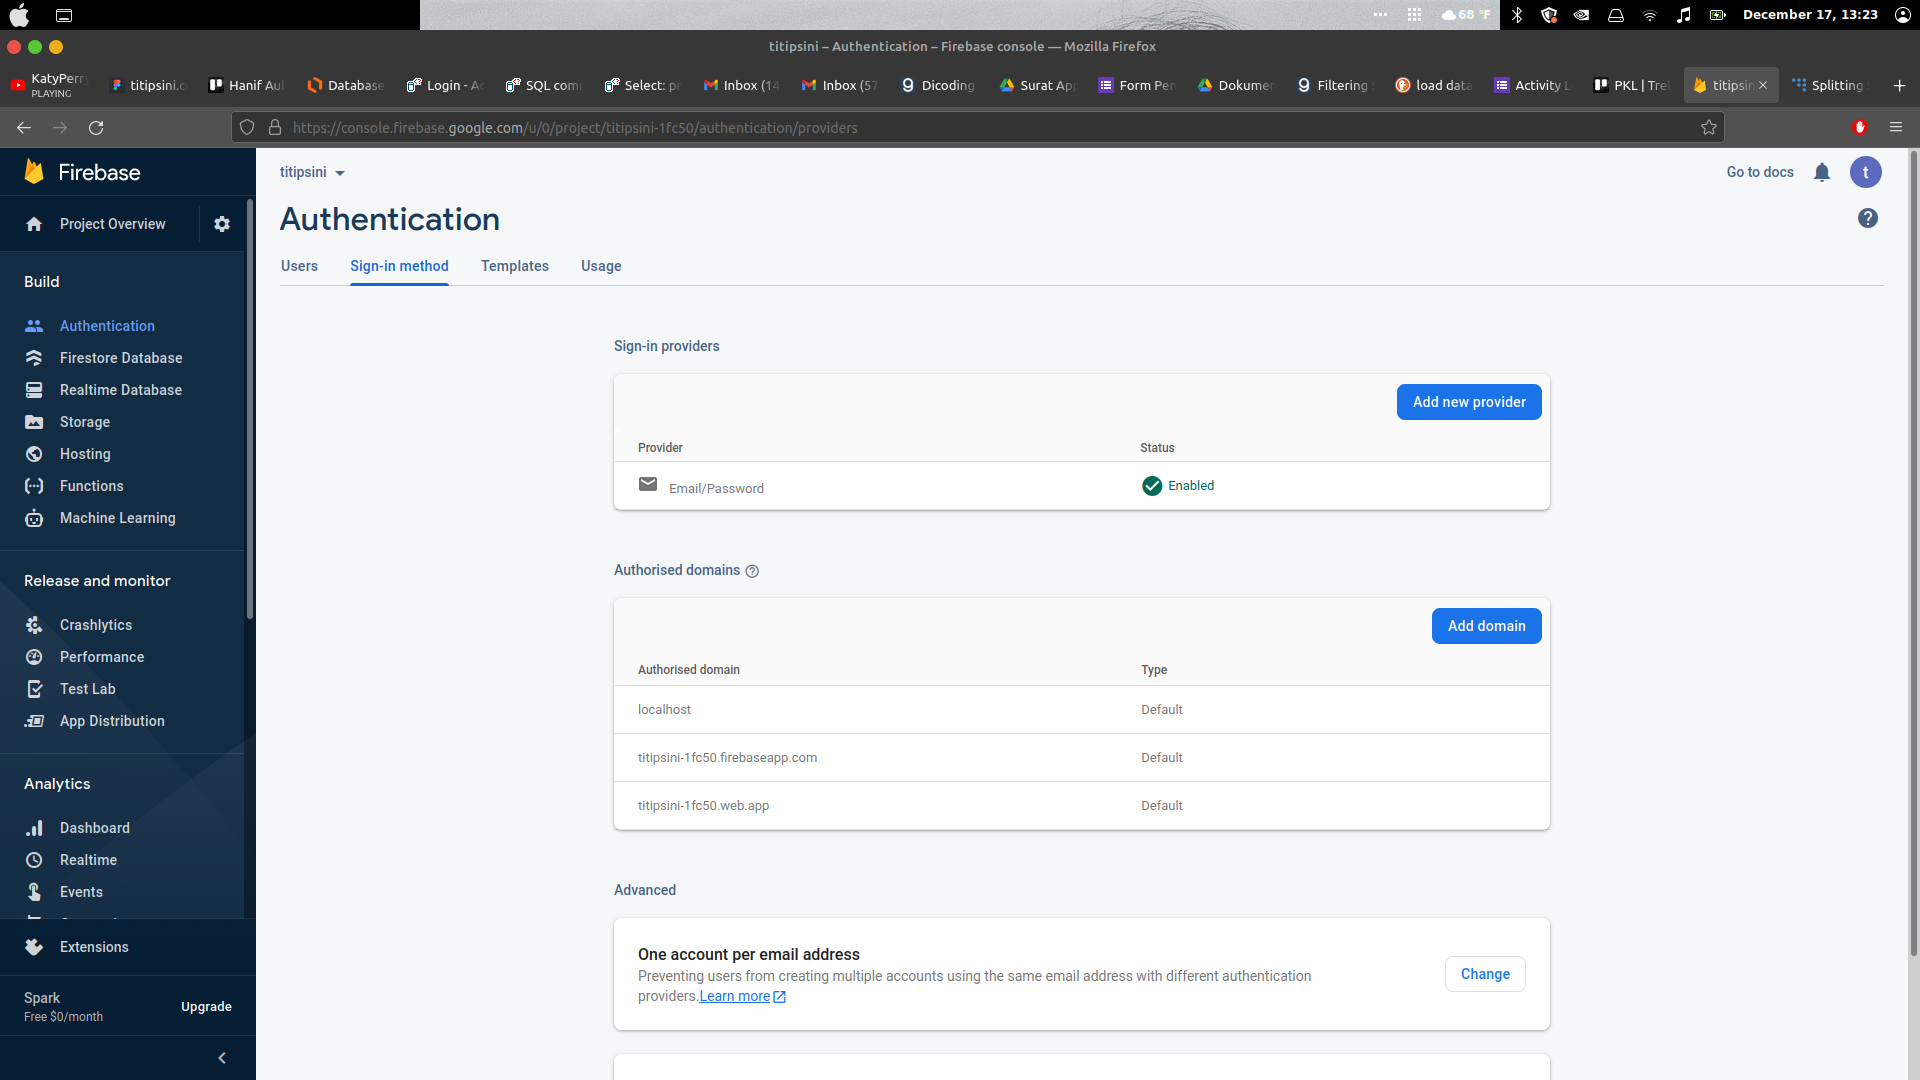 68 °F
December 17, 13:23
titipsini – Authentication – Firebase console — Mozilla Firefox
KatyPerry
PLAYING
titipsini.c
Hanif Aul
Database
Login - A
SQL com
Select: p
Inbox (14
Inbox (57
Dicoding
Surat Ap
Form Pen
Dokumen
Filtering
load data
Activity L
PKL | Trel
titipsin
Splitting
https://console.firebase.google.com/u/0/project/titipsini-1fc50/authentication/providers
Firebase
Project Overview
Build
Authentication
Firestore Database
Realtime Database
Storage
Hosting
Functions
Machine Learning
Release and monitor
Crashlytics
Performance
Test Lab
App Distribution
Analytics
Dashboard
Realtime
Events
Extensions
Spark
Free $0/month
Upgrade
titipsini
Go to docs
t
Authentication
Users
Sign-in method
Templates
Usage
Sign-in providers
Add new provider
Provider
Status
Email/Password
Enabled
Authorised domains
Add domain
Authorised domain
Type
localhost
Default
titipsini-1fc50.firebaseapp.com
Default
titipsini-1fc50.web.app
Default
Advanced
One account per email address
Preventing users from creating multiple accounts using the same email address with different authentication
providers.Learn more
Change